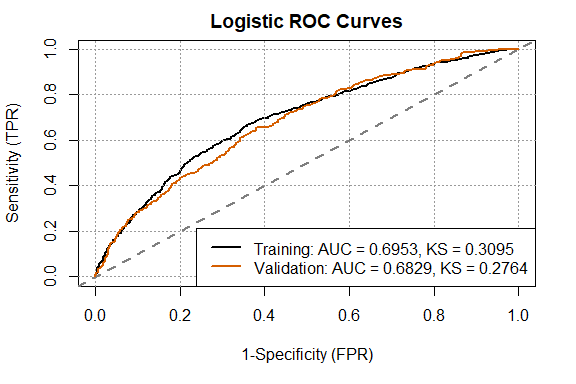 Logistic ROC Curves
Sensitivity (TPR)
1.0
0.8
0.6
0.4
0.2
0.0
Training: AUC = 0.6953, KS = 0.3095
Validation: AUC = 0.6829, KS = 0.2764
0.0 0.2 0.4 0.6 0.8 1.0
1-Specificity (FPR)